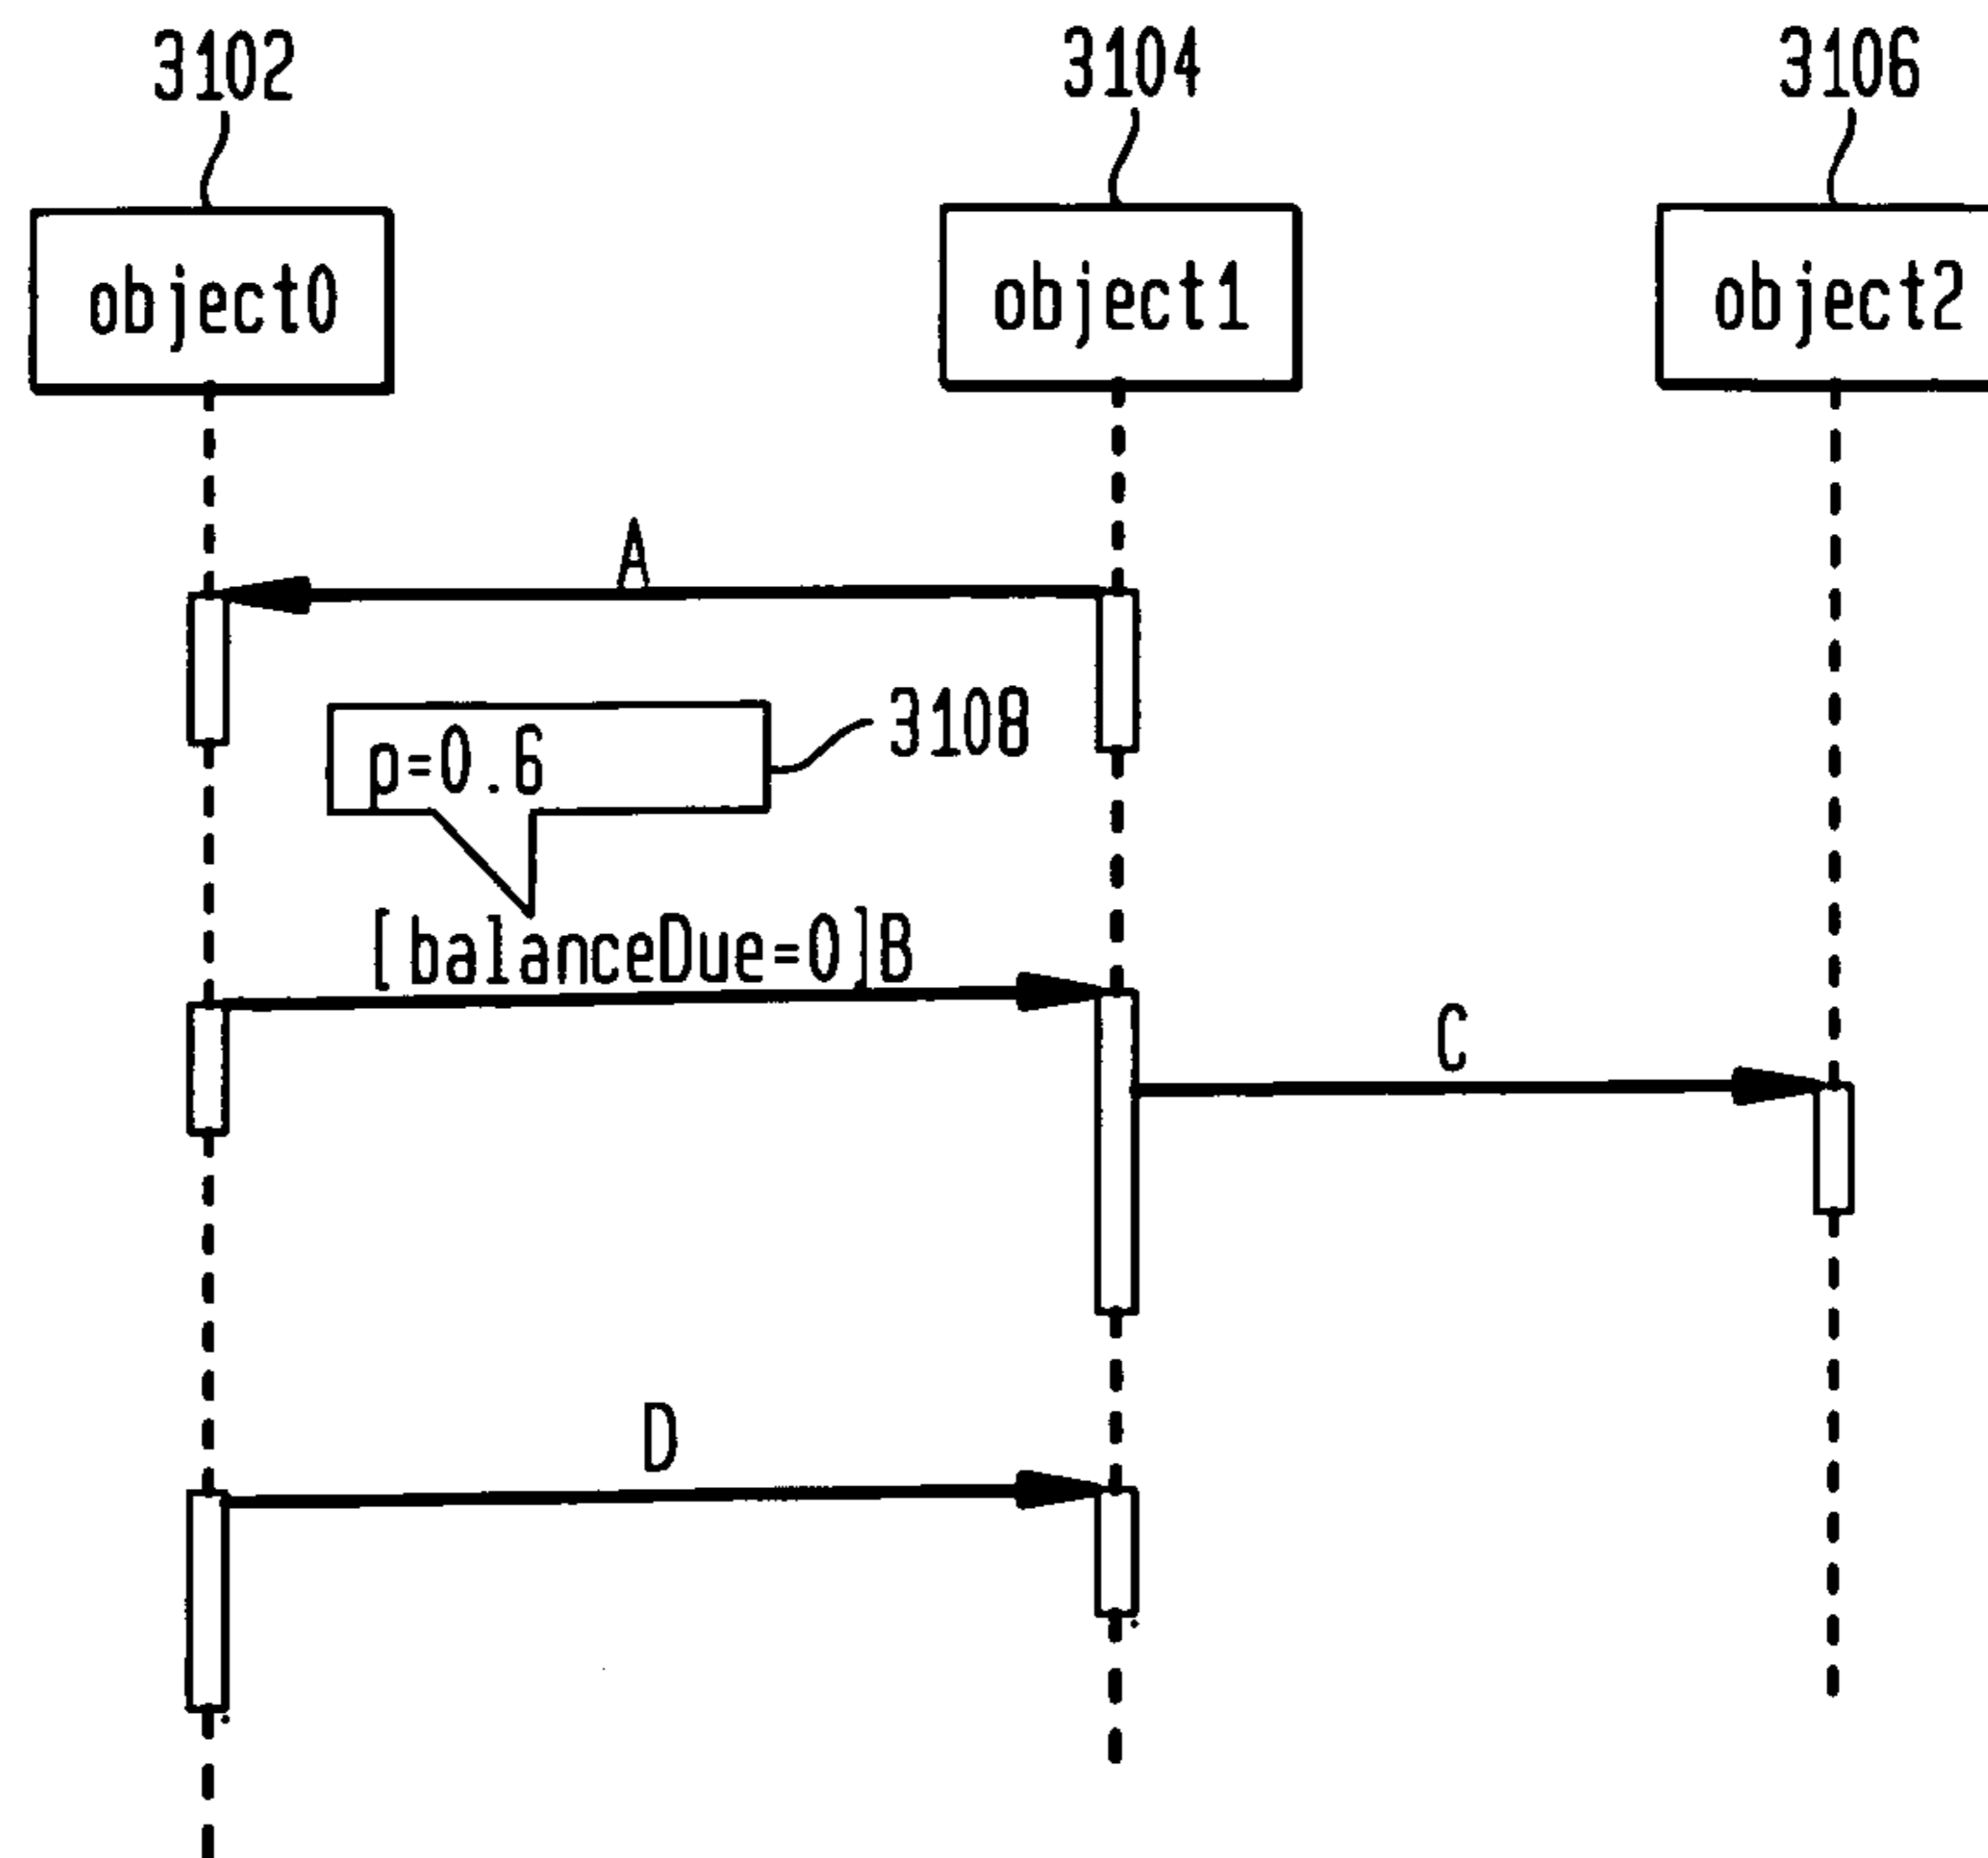 3102
3104
3106
object0
object1
object2
A
3108
p=0.6
[balanceDue=0]B
C
D